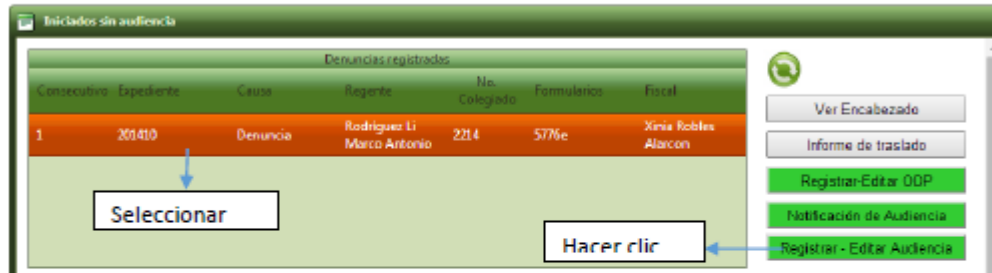 Iniciados sin audiencia
Denuncias registradas
Consecutivo Expediente Causa Regente No. Colegiado Formularios Fiscal
1 201410 Denuncia Rodriguez Li Marco Antonio 2214 5776e Xinia Robles Alarcon
Seleccionar
Ver Encabezado
Informe de traslado
Registrar-Editar ODP
Notificación de Audiencia
Registrar - Editar Audiencia
Hacer clic